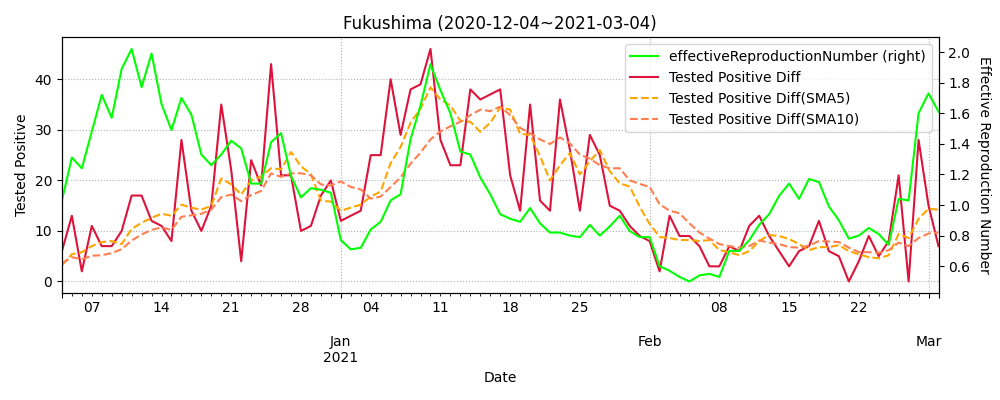 Fukushima (2020-12-04~2021-03-04)
effectiveReproductionNumber (right)
Tested Positive Diff
Tested Positive Diff(SMA5)
Tested Positive Diff(SMA10)
Tested Positive
40
30
20
10
0
Effective Reproduction Number
2.0
1.8
1.6
1.4
1.2
1.0
0.8
0.6
07 14 21 28 04 11 18 25 08 15 22
Jan Feb Mar
2021
Date